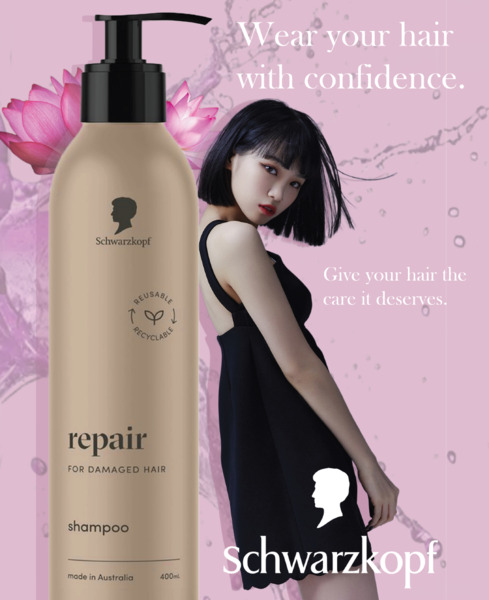 Wear your hair
with confidence.
Schwarzkopf
REUSABLE
RECYCLABLE
Give your hair the
care it deserves.
repair
FOR DAMAGED HAIR
shampoo
made in Australia 400mL
Schwarzkopf